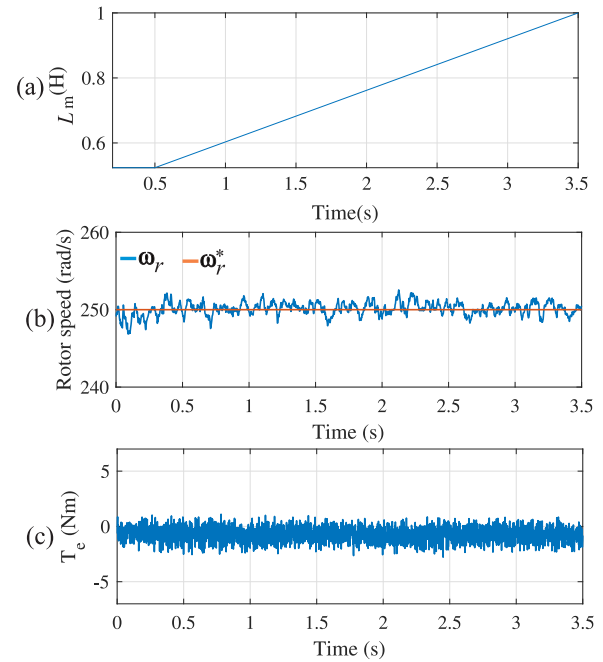 (a)
L m (H)
1
0.8
0.6
0.5 1 1.5 2 2.5 3 3.5
Time(s)
(b)
Rotor speed (rad/s)
260
250
240
ω_r ω_r^*
0 0.5 1 1.5 2 2.5 3 3.5
Time (s)
(c)
T_e (Nm)
5
0
-5
0 0.5 1 1.5 2 2.5 3 3.5
Time (s)